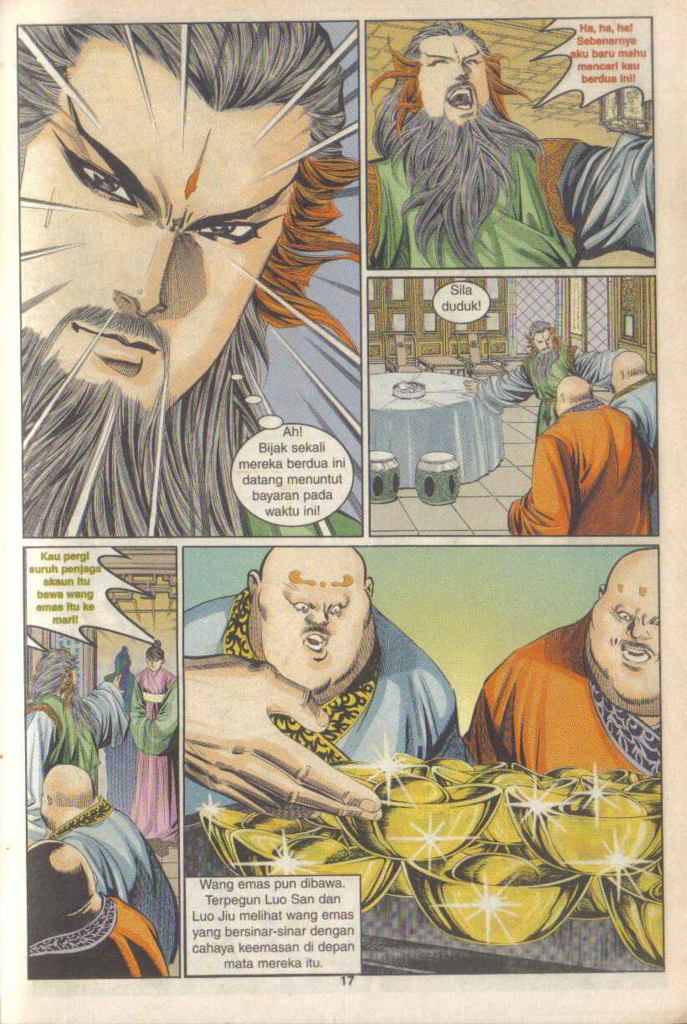 Ah!
Bijak sekali
mereka berdua ini
datang menuntut
bayaran pada
waktu ini!
Ha, ha, ha!
Sebenarnya
aku baru mahu
mencari kau
berdua ini!
Sila
duduk!
Kau pergi
suruh penjaga
akaun itu
bawa wang
emas itu ke
mari!
Wang emas pun dibawa.
Terpegun Luo San dan
Luo Jiu melihat wang emas
yang bersinar-sinar dengan
cahaya keemasan di depan
mata mereka itu.
17